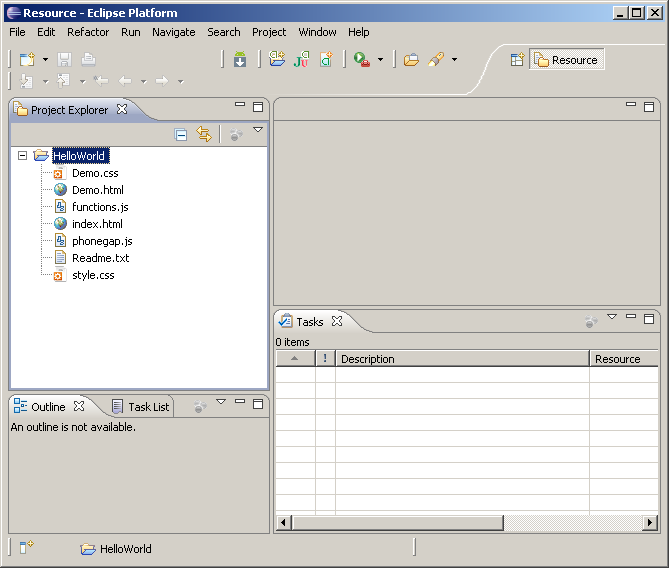 Resource - Eclipse Platform
File Edit Refactor Run Navigate Search Project Window Help
Resource
Project Explorer
HelloWorld
Demo.css
Demo.html
functions.js
index.html
phonegap.js
Readme.txt
style.css
Tasks
0 items
! Description Resource
Outline Task List
An outline is not available.
HelloWorld